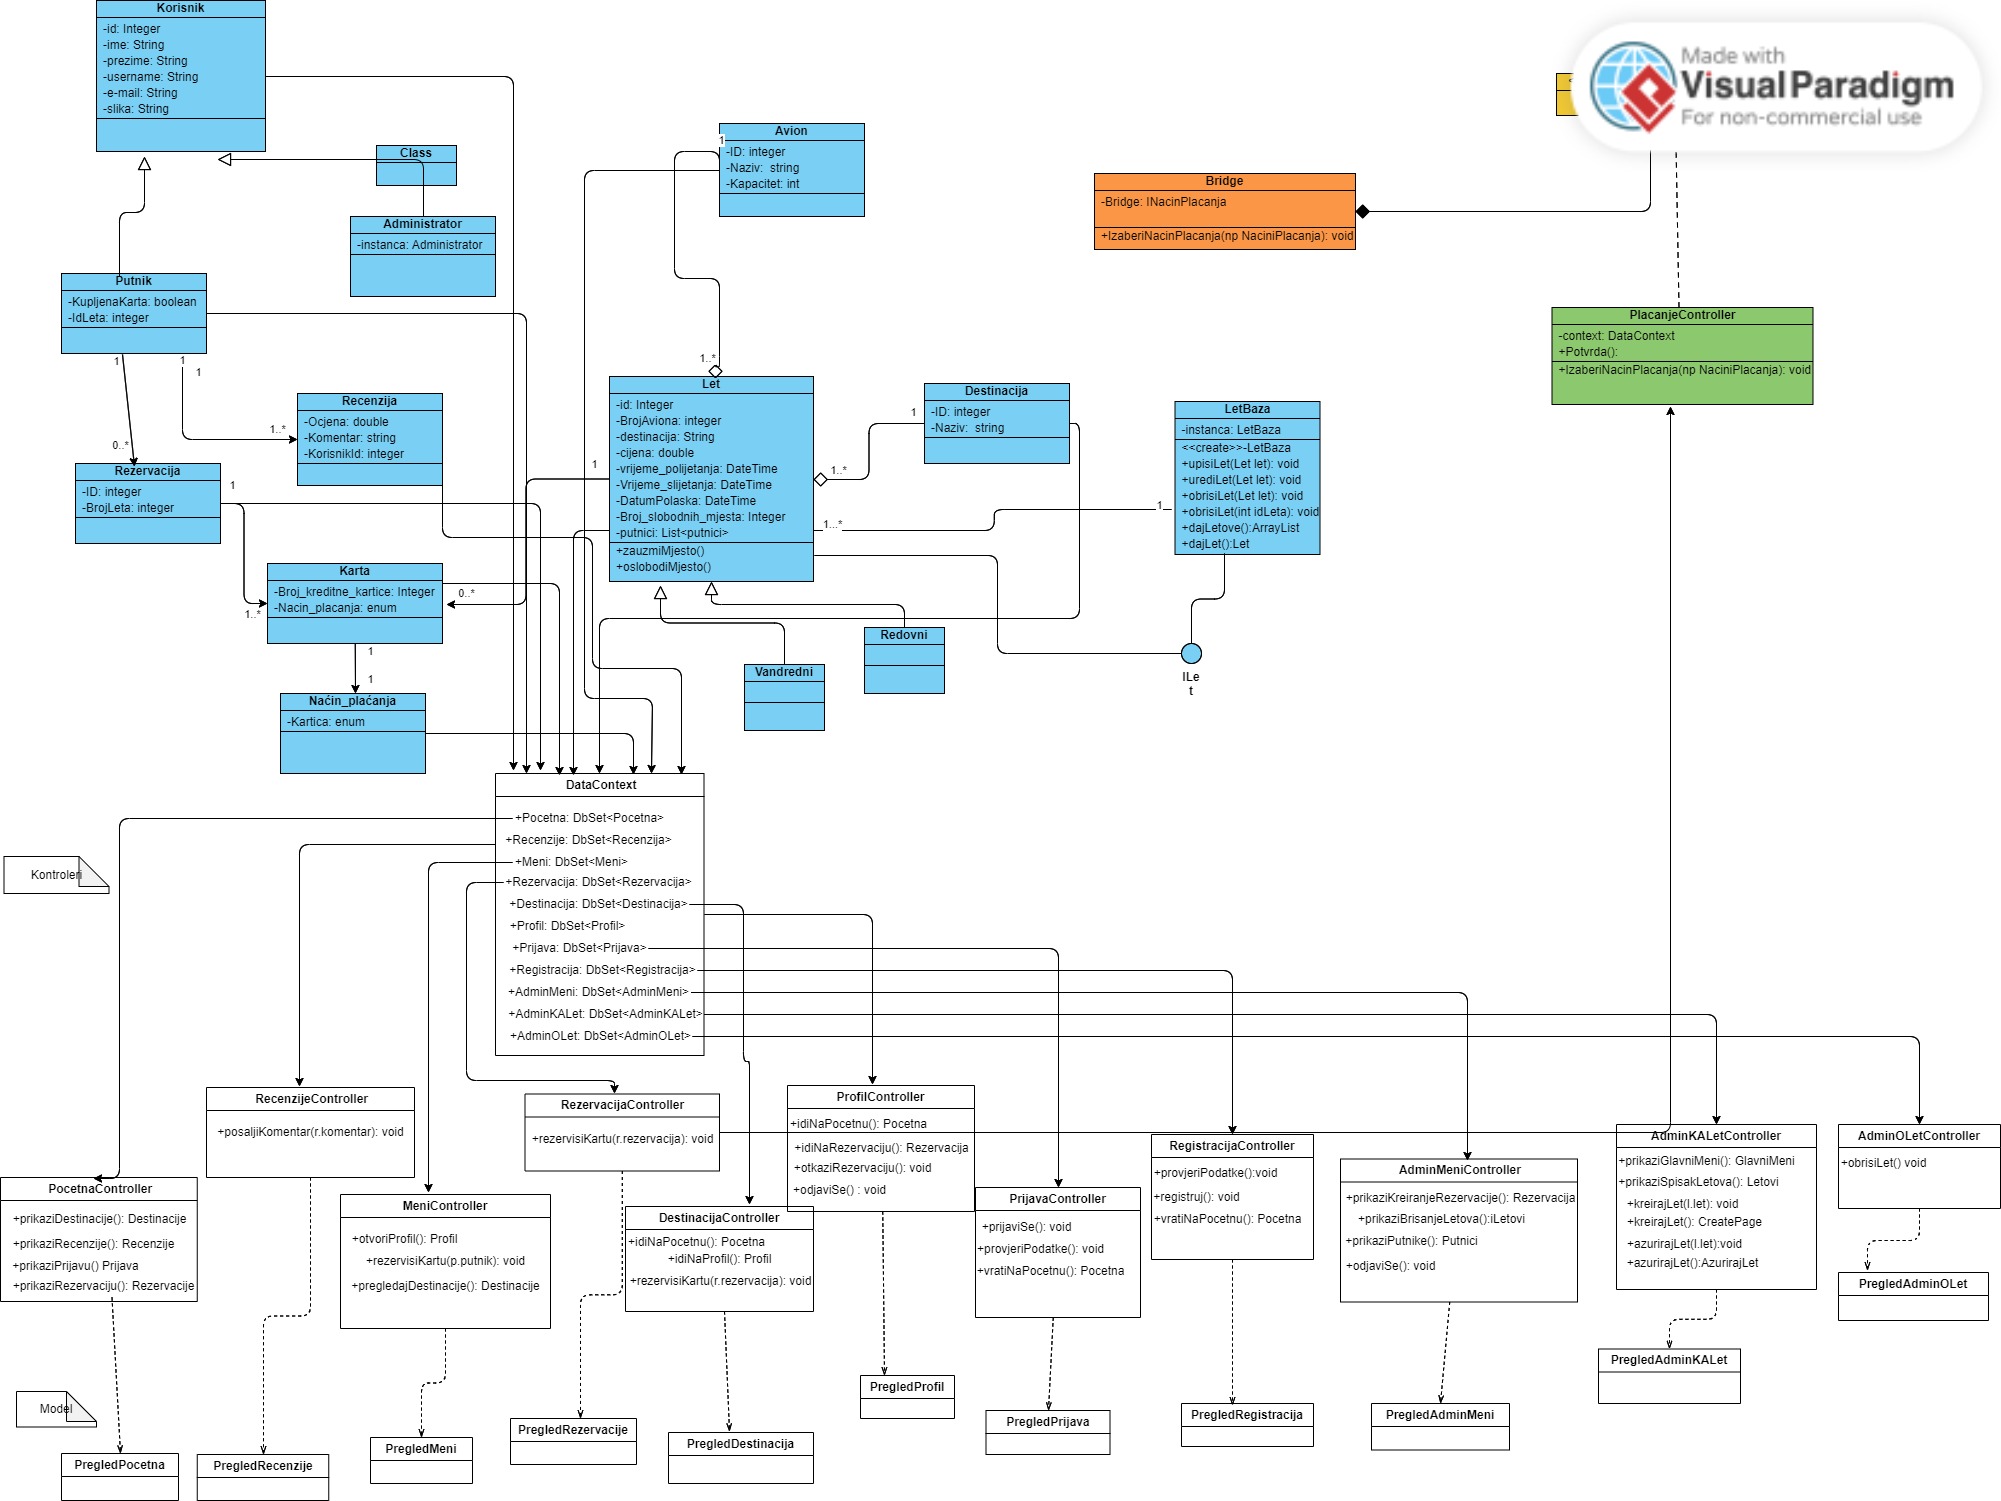 Korisnik
-id: Integer
-ime: String
-prezime: String
-username: String
-e-mail: String
-slika: String
Made with
Visual Paradigm
For non-commercial use
Class
Administrator
-instanca: Administrator
Avion
1
-ID: integer
-Naziv:  string
-Kapacitet: int
Bridge
-Bridge: INacinPlacanja
+IzaberiNacinPlacanja(np NaciniPlacanja): void
Putnik
-KupljenaKarta: boolean
-IdLeta: integer
1
1
1
PlacanjeController
-context: DataContext
+Potvrda():
+IzaberiNacinPlacanja(np NaciniPlacanja): void
Recenzija
-Ocjena: double
-Komentar: string
-KorisnikId: integer
1..*
0..*
Rezervacija
-ID: integer
-BrojLeta: integer
1
1..*
Let
-id: Integer
-BrojAviona: integer
-destinacija: String
-cijena: double
-vrijeme_polijetanja: DateTime
-Vrijeme_slijetanja: DateTime
-DatumPolaska: DateTime
-Broj_slobodnih_mjesta: Integer
-putnici: List<putnici>
+zauzmiMjesto()
+oslobodiMjesto()
1
Destinacija
-ID: integer
-Naziv:  string
1
1..*
1...*
1
LetBaza
-instanca: LetBaza
<<create>>-LetBaza
+upisiLet(Let let): void
+urediLet(Let let): void
+obrisiLet(Let let): void
+obrisiLet(int idLeta): void
+dajLetove():ArrayList
+dajLet():Let
Karta
-Broj_kreditne_kartice: Integer
-Nacin_placanja: enum
1..*
0..*
1
1
Naćin_plaćanja
-Kartica: enum
Redovni
Vandredni
ILe
t
DataContext
+Pocetna: DbSet<Pocetna>
+Recenzije: DbSet<Recenzija>
+Meni: DbSet<Meni>
+Rezervacija: DbSet<Rezervacija>
+Destinacija: DbSet<Destinacija>
+Profil: DbSet<Profil>
+Prijava: DbSet<Prijava>
+Registracija: DbSet<Registracija>
+AdminMeni: DbSet<AdminMeni>
+AdminKALet: DbSet<AdminKALet>
+AdminOLet: DbSet<AdminOLet>
Kontroleri
PocetnaController
+prikaziDestinacije(): Destinacije
+prikaziRecenzije(): Recenzije
+prikaziPrijavu() Prijava
+prikaziRezervaciju(): Rezervacije
RecenzijeController
+posaljiKomentar(r.komentar): void
MeniController
+otvoriProfil(): Profil
+rezervisiKartu(p.putnik): void
+pregledajDestinacije(): Destinacije
RezervacijaController
+rezervisiKartu(r.rezervacija): void
DestinacijaController
+idiNaPocetnu(): Pocetna
+idiNaProfil(): Profil
+rezervisiKartu(r.rezervacija): void
ProfilController
+idiNaPocetnu(): Pocetna
+idiNaRezervaciju(): Rezervacija
+otkaziRezervaciju(): void
+odjaviSe() : void
PrijavaController
+prijaviSe(): void
+provjeriPodatke(): void
+vratiNaPocetnu(): Pocetna
RegistracijaController
+provjeriPodatke():void
+registruj(): void
+vratiNaPocetnu(): Pocetna
AdminMeniController
+prikaziKreiranjeRezervacije(): Rezervacija
+prikaziBrisanjeLetova():iLetovi
+prikaziPutnike(): Putnici
+odjaviSe(): void
AdminKALetController
+prikaziGlavniMeni(): GlavniMeni
+prikaziSpisakLetova(): Letovi
+kreirajLet(l.let): void
+kreirajLet(): CreatePage
+azurirajLet(l.let):void
+azurirajLet():AzurirajLet
AdminOLetController
+obrisiLet() void
Model
PregledPocetna
PregledRecenzije
PregledMeni
PregledRezervacije
PregledDestinacija
PregledProfil
PregledPrijava
PregledRegistracija
PregledAdminMeni
PregledAdminKALet
PregledAdminOLet